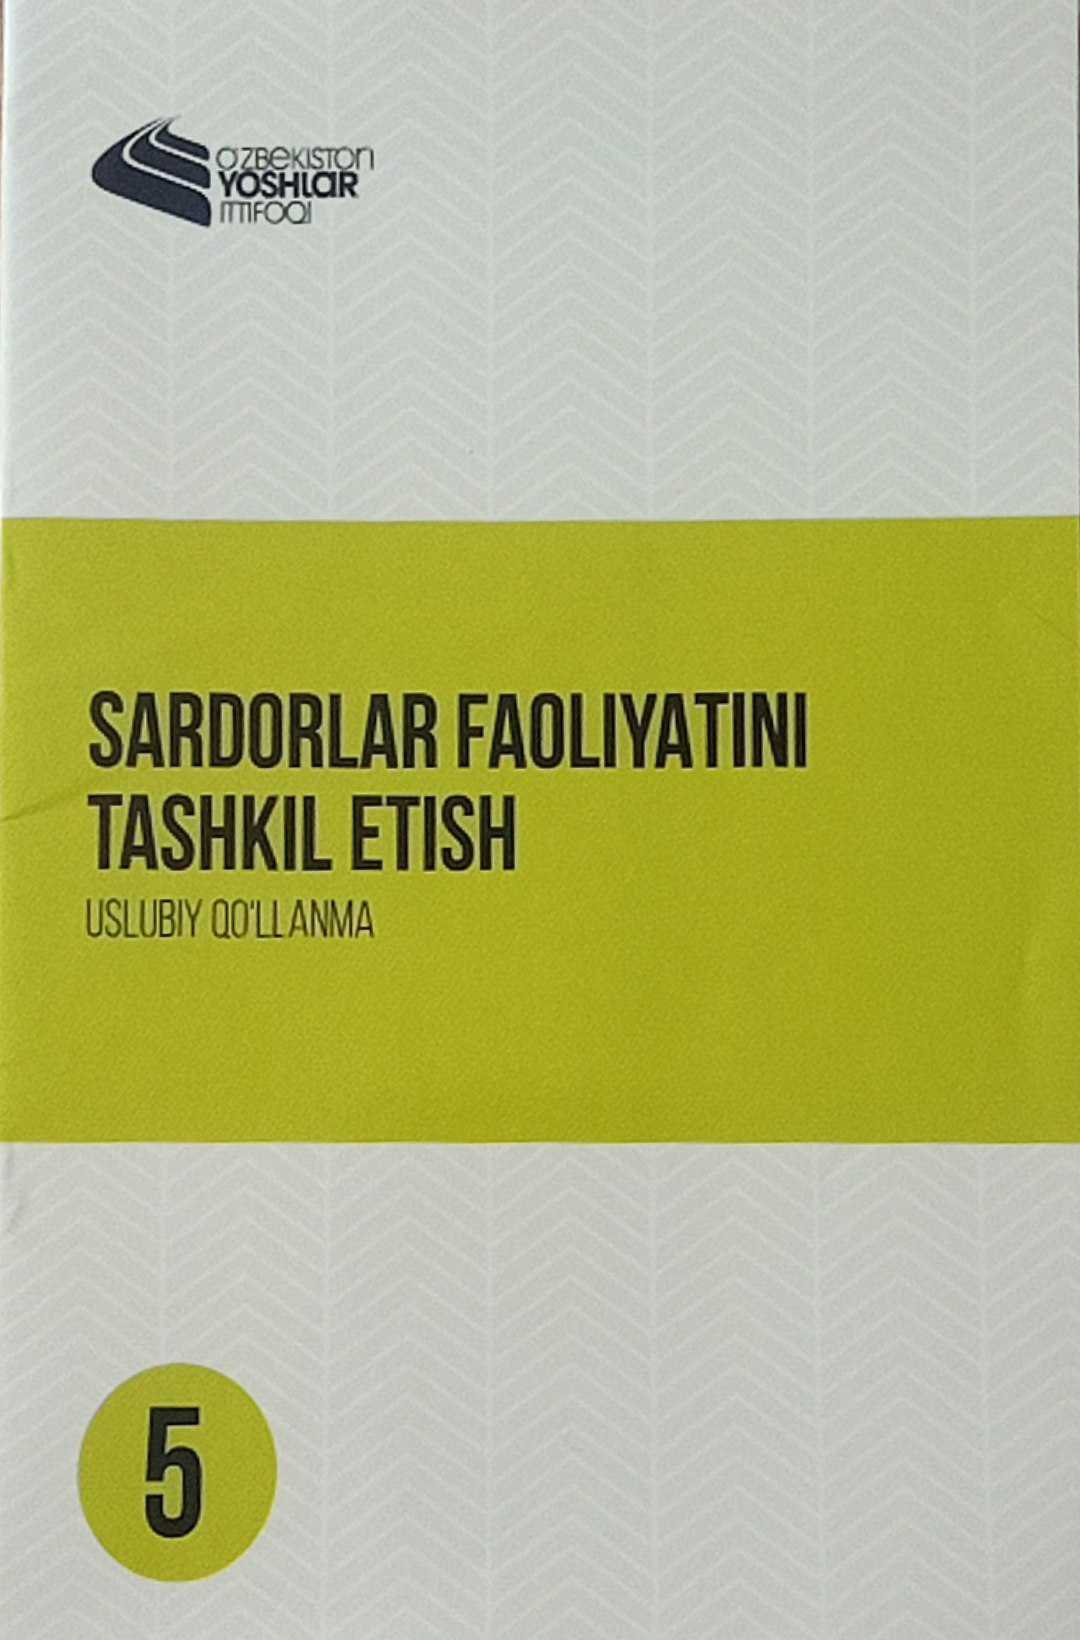 O'ZBEKISTON
YOSHLAR
ITTIFOQI
SARDORLAR FAOLIYATINI
TASHKIL ETISH
USLUBIY QO'LLANMA
5